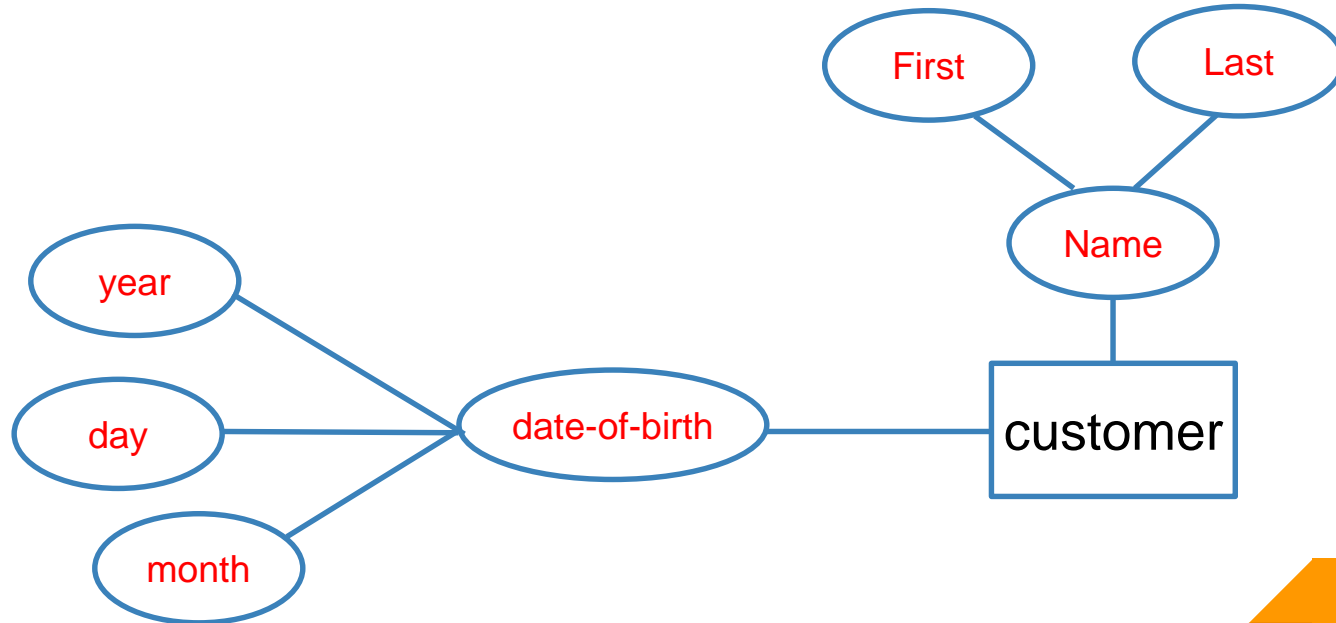 First
Last
Name
year
day
date-of-birth
customer
month